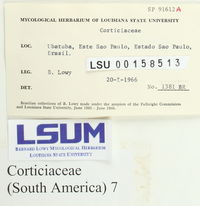 SP 91612A
MYCOLOGICAL HERBARIUM OF LOUISIANA STATE UNIVERSITY
Corticiaceae
LOC. Ubatuba, Este Sao Paulo, Estado Sao Paulo,
Brasil.
LSU 00158513
LEG. B. Lowy
20-I-1966
DET. No. 1381 BR
Brazilian collections of B. Lowy made under the auspices of the Fulbright Commission
and Louisiana State University, June 1965 - June 1966.
LSUM
BERNARD LOWY MYCOLOGICAL HERBARIUM
LOUISIANA STATE UNIVERSITY
Corticiaceae
(South America) 7